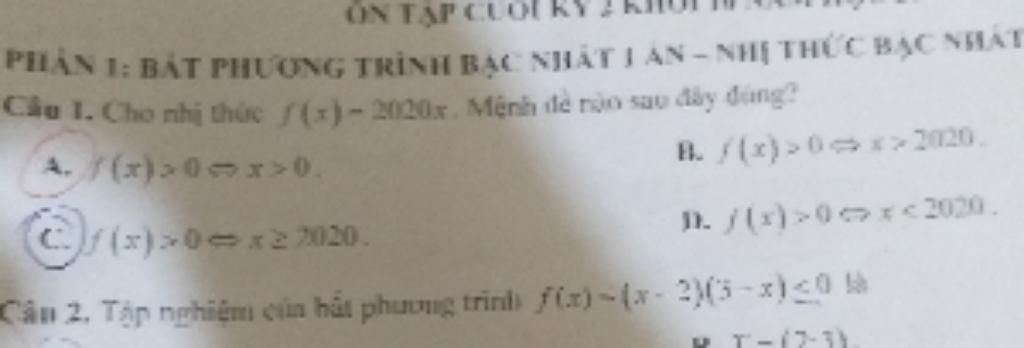 ÔN TẬP CUỐI KỲ 2 KHỐI
PHẦN 1: BẤT PHƯƠNG TRÌNH BẬC NHẤT 1 ẨN – NHỊ THỨC BẬC NHẤT
Câu 1. Cho nhị thức f(x) = 2020x. Mệnh đề nào sau đây đúng?
A. f(x) > 0 ⇔ x > 0. B. f(x) > 0 ⇔ x > 2020.
C. f(x) > 0 ⇔ x ≥ 2020. D. f(x) > 0 ⇔ x < 2020.
Câu 2. Tập nghiệm của bất phương trình f(x) = (x - 2)(3 - x) ≤ 0 là